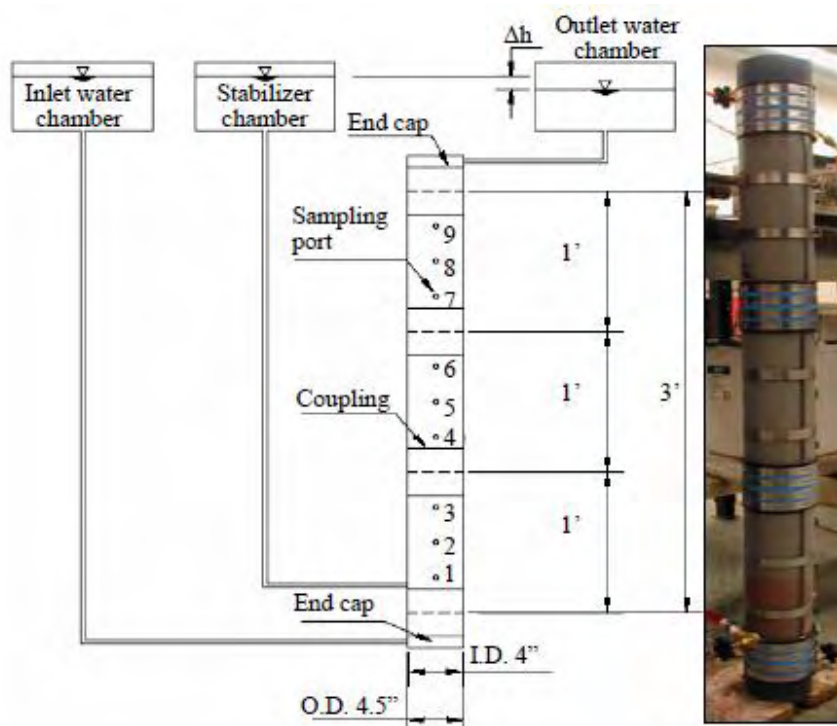 Outlet water
chamber
Δh
Inlet water
chamber
Stabilizer
chamber
End cap
Sampling
port
9
8
7
1’
6
5
4
Coupling
1’
3’
3
2
1
1’
End cap
I.D. 4”
O.D. 4.5”